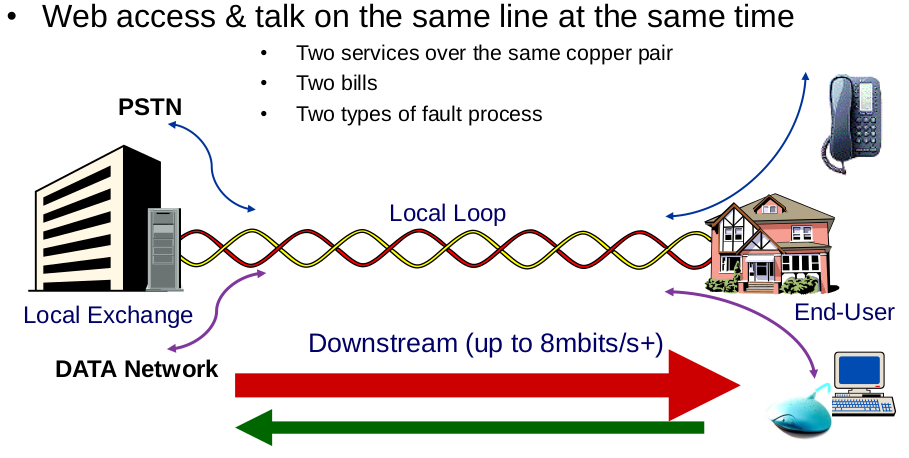 • Web access & talk on the same line at the same time
• Two services over the same copper pair
• Two bills
• Two types of fault process
PSTN
Local Loop
Local Exchange
End-User
DATA Network
Downstream (up to 8mbits/s+)